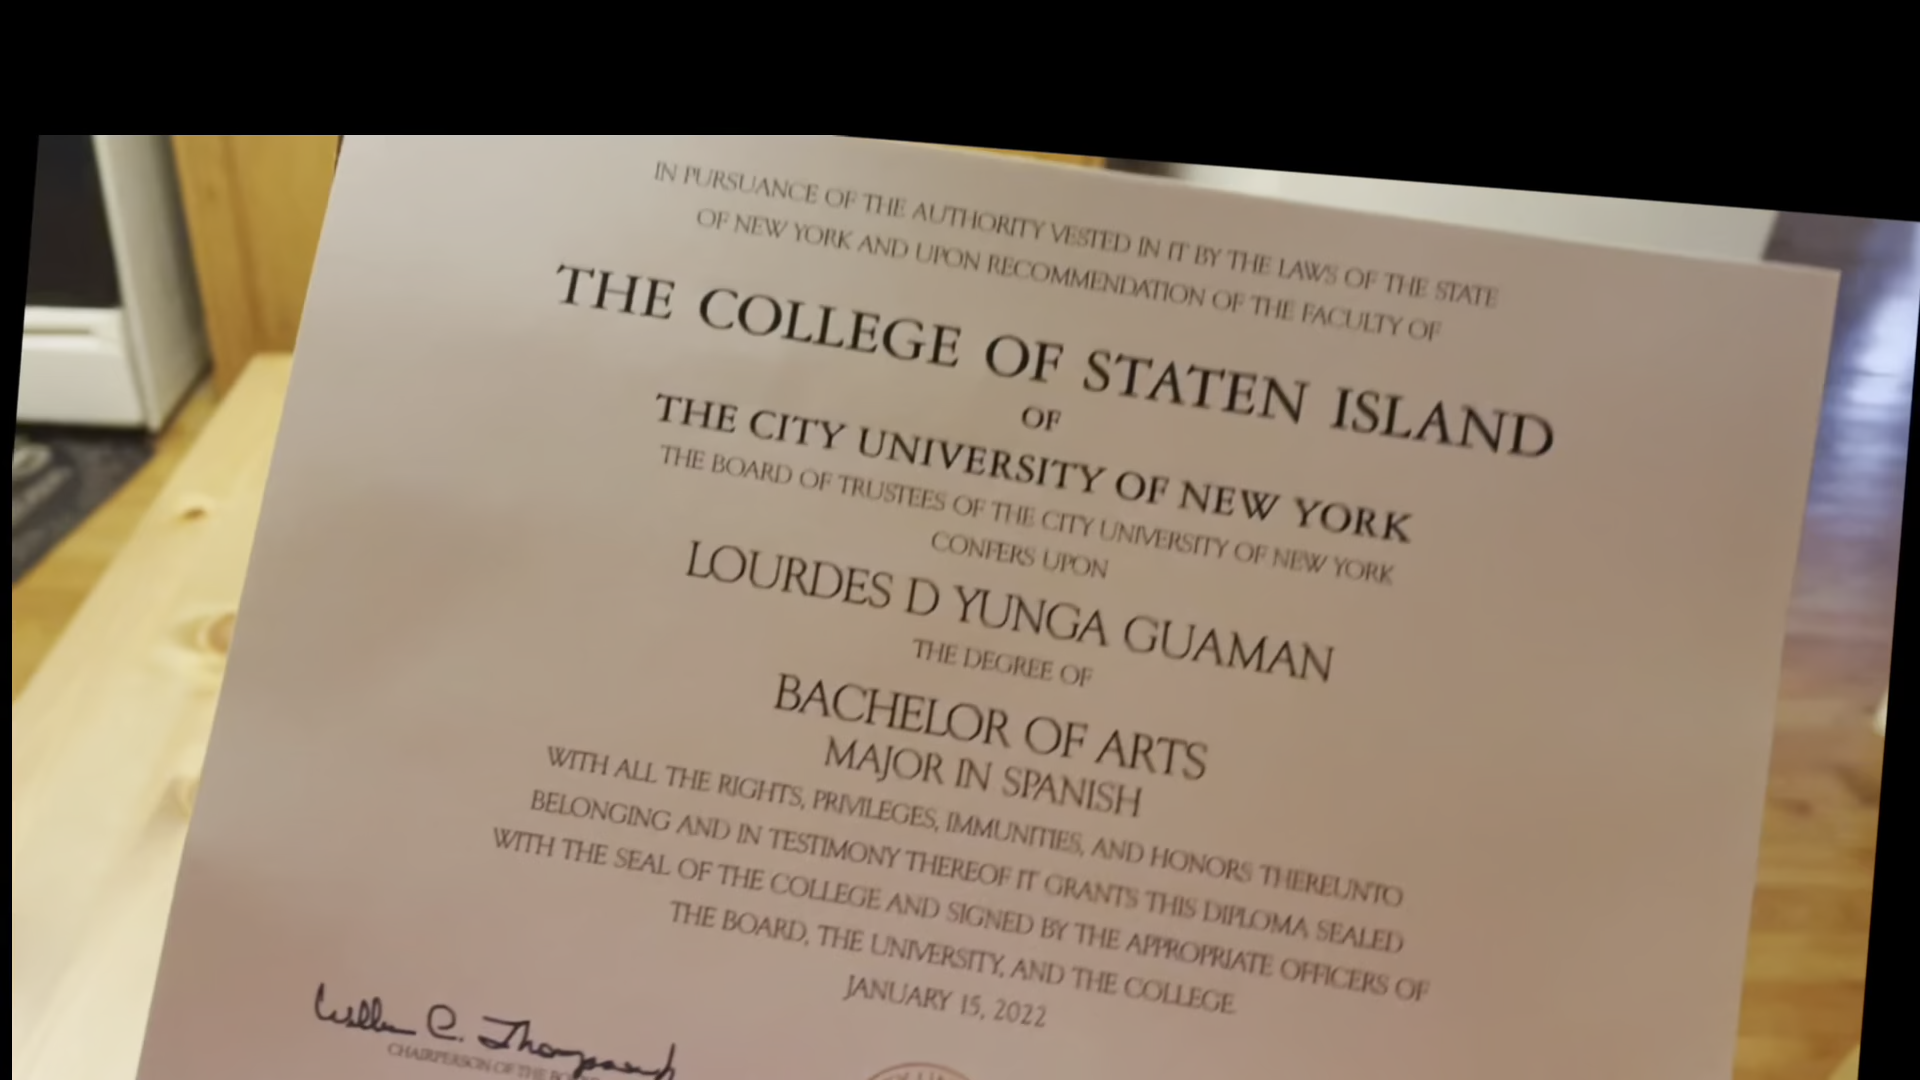 IN PURSUANCE OF THE AUTHORITY VESTED IN IT BY THE LAWS OF THE STATE
OF NEW YORK AND UPON RECOMMENDATION OF THE FACULTY OF
THE COLLEGE OF STATEN ISLAND
OF
THE CITY UNIVERSITY OF NEW YORK
THE BOARD OF TRUSTEES OF THE CITY UNIVERSITY OF NEW YORK
CONFERS UPON
LOURDES D YUNGA GUAMAN
THE DEGREE OF
BACHELOR OF ARTS
MAJOR IN SPANISH
WITH ALL THE RIGHTS, PRIVILEGES, IMMUNITIES, AND HONORS THEREUNTO
BELONGING AND IN TESTIMONY THEREOF IT GRANTS THIS DIPLOMA SEALED
WITH THE SEAL OF THE COLLEGE AND SIGNED BY THE APPROPRIATE OFFICERS OF
THE BOARD, THE UNIVERSITY, AND THE COLLEGE
JANUARY 15, 2022
C. Thompson
CHAIRPERSON OF THE